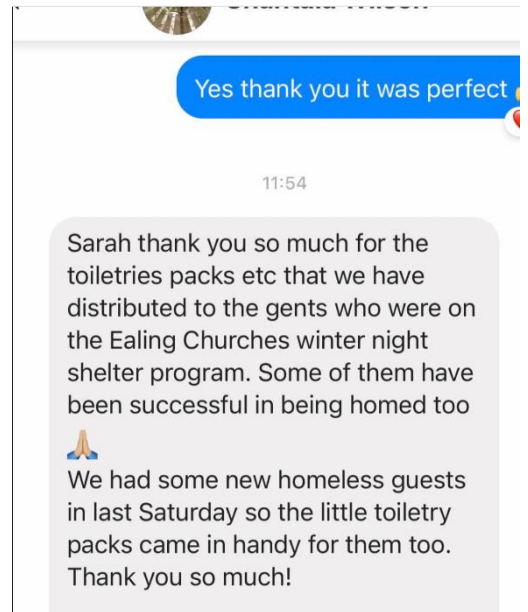 Yes thank you it was perfect
11:54
Sarah thank you so much for the
toiletries packs etc that we have
distributed to the gents who were on
the Ealing Churches winter night
shelter program. Some of them have
been successful in being homed too
🙏🏼
We had some new homeless guests
in last Saturday so the little toiletry
packs came in handy for them too.
Thank you so much!